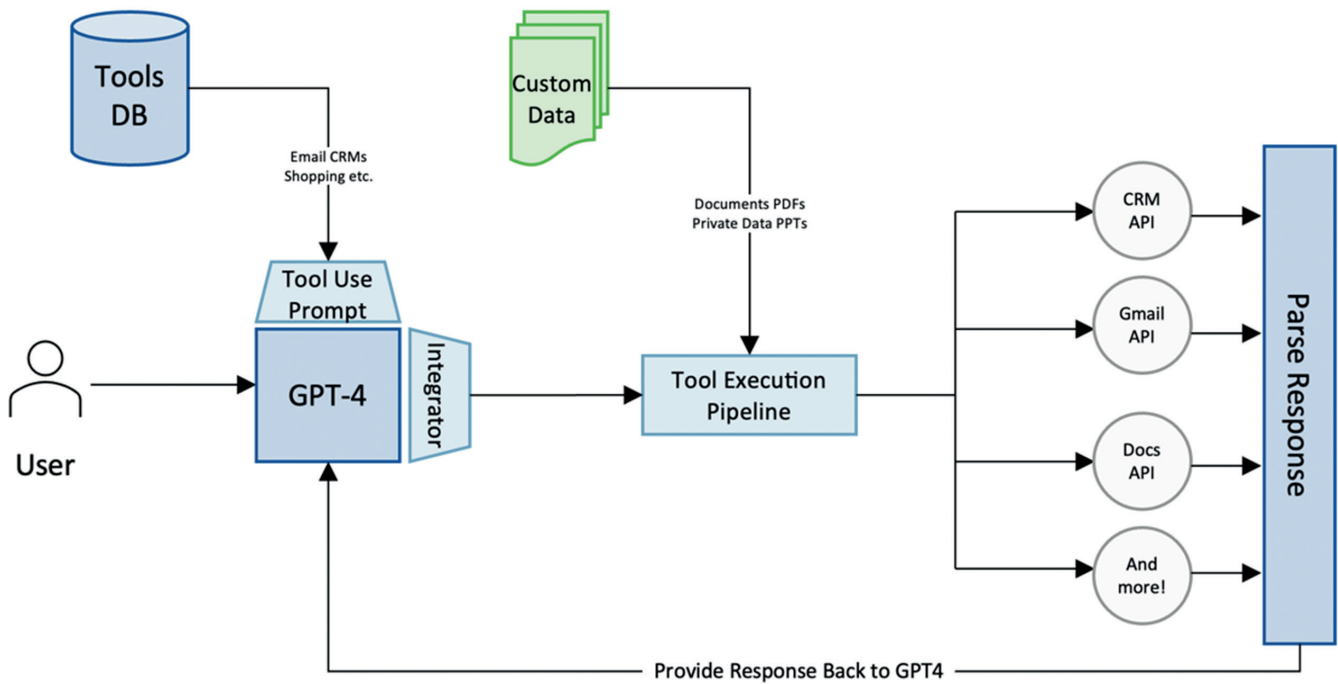 Tools
DB
Custom
Data
Email CRMs
Shopping etc.
Documents PDFs
Private Data PPTs
CRM
API
Tool Use
Prompt
Gmail
API
GPT-4
Integrator
Tool Execution
Pipeline
Parse Response
User
Docs
API
And
more!
Provide Response Back to GPT4